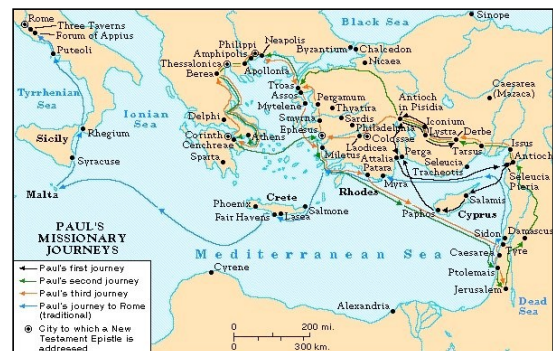 Rome
Three Taverns
Forum of Appius
Puteoli
Tyrrhenian
Sea
Ionian
Sea
Sicily
Rhegium
Syracuse
Malta
Black Sea
Sinope
Philippi
Neapolis
Amphipolis
Thessalonica
Apollonia
Berea
Byzantium
Chalcedon
Nicaea
Troas
Assos
Mytelene
Pergamum
Thyatira
Smyrna
Sardis
Ephesus
Philadelphia
Colossae
Laodicea
Miletus
Attalia
Patara
Perga
Myra
Antioch
in Pisidia
Iconium
Lystra
Derbe
Tarsus
Caesarea
(Mazaca)
Issus
Antioch
Seleucia
Pieria
Seleucia
Tracheotis
Delphi
Corinth
Athens
Cenchreae
Sparta
Crete
Phoenix
Fair Havens
Lasea
Salmone
Rhodes
Salamis
Cyprus
Paphos
Sidon
Damascus
Tyre
Caesarea
Ptolemais
Jerusalem
Dead
Sea
Mediterranean Sea
Cyrene
Alexandria
PAUL'S
MISSIONARY
JOURNEYS
Paul's first journey
Paul's second journey
Paul's third journey
Paul's journey to Rome
(traditional)
City to which a New
Testament Epistle is
addressed
0 200 mi.
0 300 km.